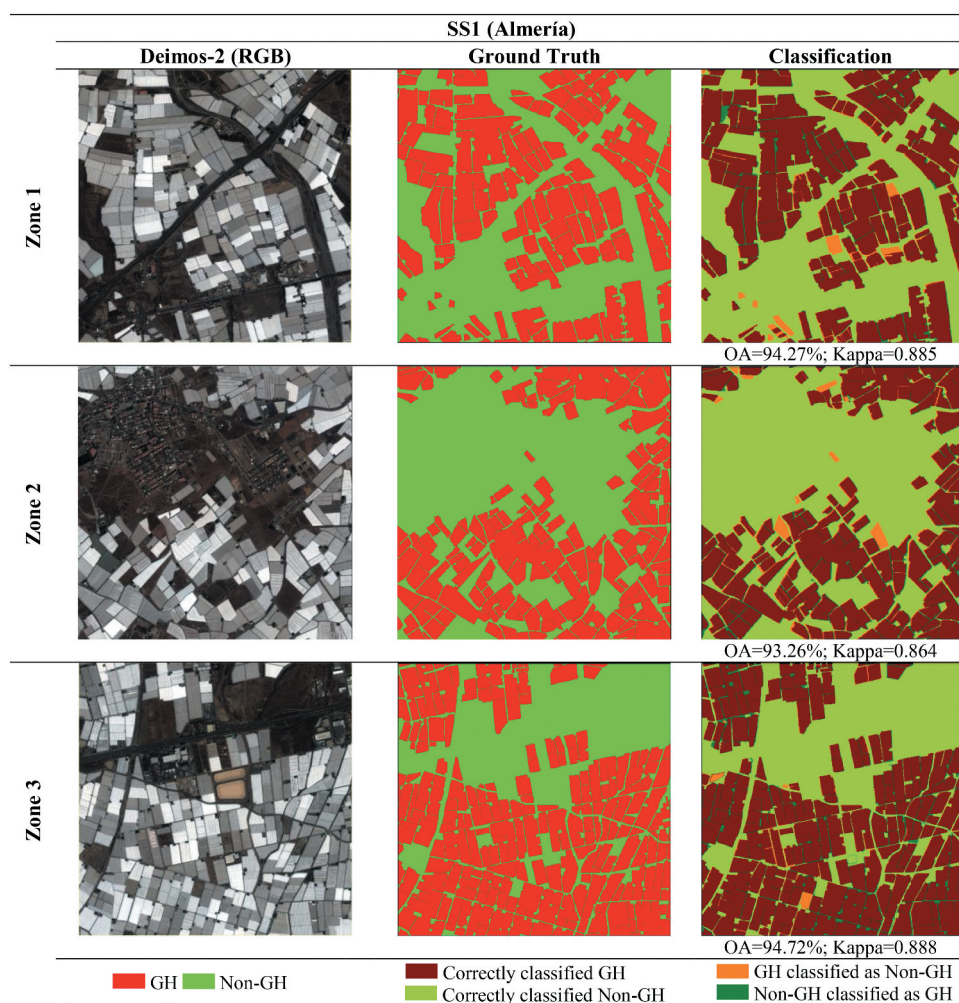 SS1 (Almería)
Deimos-2 (RGB) Ground Truth Classification
Zone 1
OA=94.27%; Kappa=0.885
Zone 2
OA=93.26%; Kappa=0.864
Zone 3
OA=94.72%; Kappa=0.888
GH Non-GH Correctly classified GH GH classified as Non-GH
Correctly classified Non-GH Non-GH classified as GH